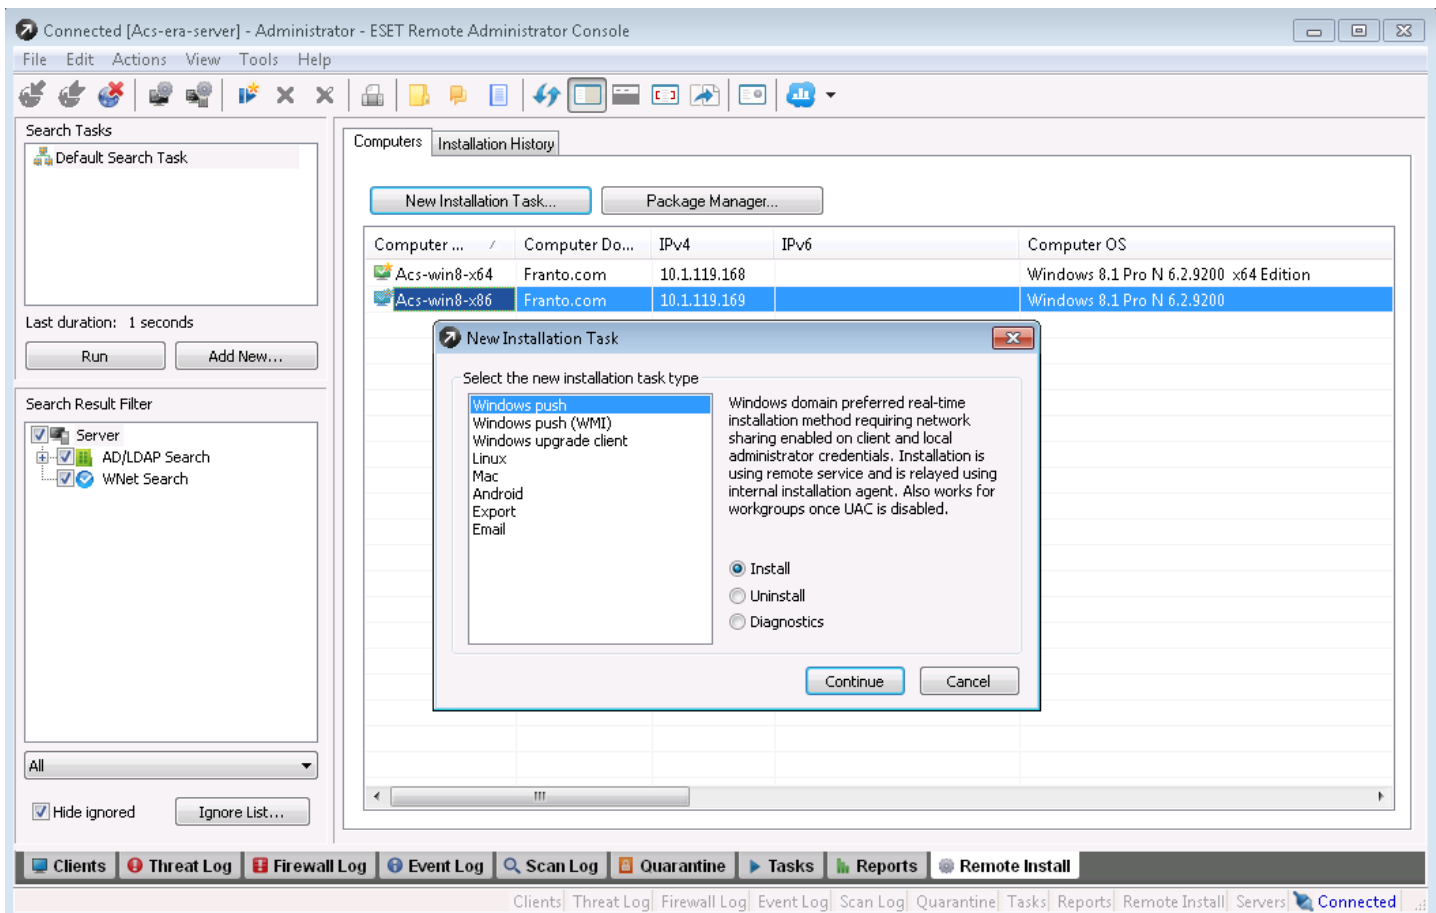 Connected [Acs-era-server] - Administrator - ESET Remote Administrator Console
File Edit Actions View Tools Help
Search Tasks
Default Search Task
Last duration: 1 seconds
Run Add New...
Search Result Filter
Server
AD/LDAP Search
WNet Search
All
Hide ignored Ignore List...
Computers Installation History
New Installation Task... Package Manager...
Computer ... Computer Do... IPv4 IPv6 Computer OS
Acs-win8-x64 Franto.com 10.1.119.168 Windows 8.1 Pro N 6.2.9200 x64 Edition
Acs-win8-x86 Franto.com 10.1.119.169 Windows 8.1 Pro N 6.2.9200
New Installation Task
Select the new installation task type
Windows push
Windows push (WMI)
Windows upgrade client
Linux
Mac
Android
Export
Email
Windows domain preferred real-time
installation method requiring network
sharing enabled on client and local
administrator credentials. Installation is
using remote service and is relayed using
internal installation agent. Also works for
workgroups once UAC is disabled.
Install
Uninstall
Diagnostics
Continue Cancel
Clients Threat Log Firewall Log Event Log Scan Log Quarantine Tasks Reports Remote Install
Clients Threat Log Firewall Log Event Log Scan Log Quarantine Tasks Reports Remote Install Servers Connected